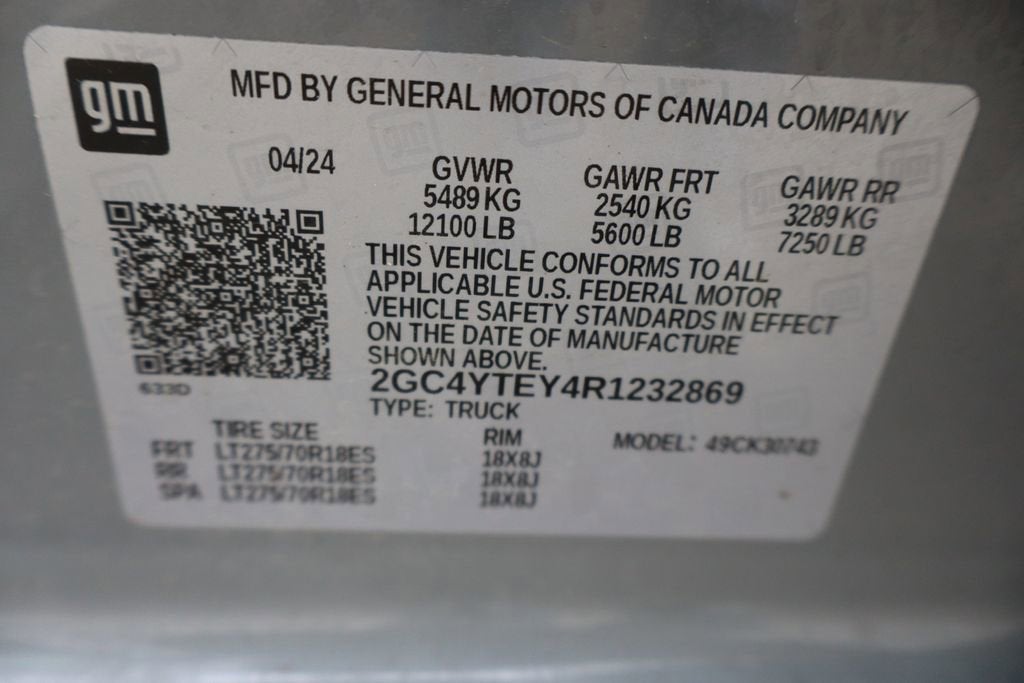 gm
MFD BY GENERAL MOTORS OF CANADA COMPANY
04/24
GVWR
5489 KG
12100 LB
GAWR FRT
2540 KG
5600 LB
GAWR RR
3289 KG
7250 LB
THIS VEHICLE CONFORMS TO ALL
APPLICABLE U.S. FEDERAL MOTOR
VEHICLE SAFETY STANDARDS IN EFFECT
ON THE DATE OF MANUFACTURE
SHOWN ABOVE.
633D
2GC4YTEY4R1232869
TYPE: TRUCK
TIRE SIZE RIM MODEL: 49CK30743
FRT LT275/70R18ES 18X8J
RR LT275/70R18ES 18X8J
SPA LT275/70R18ES 18X8J